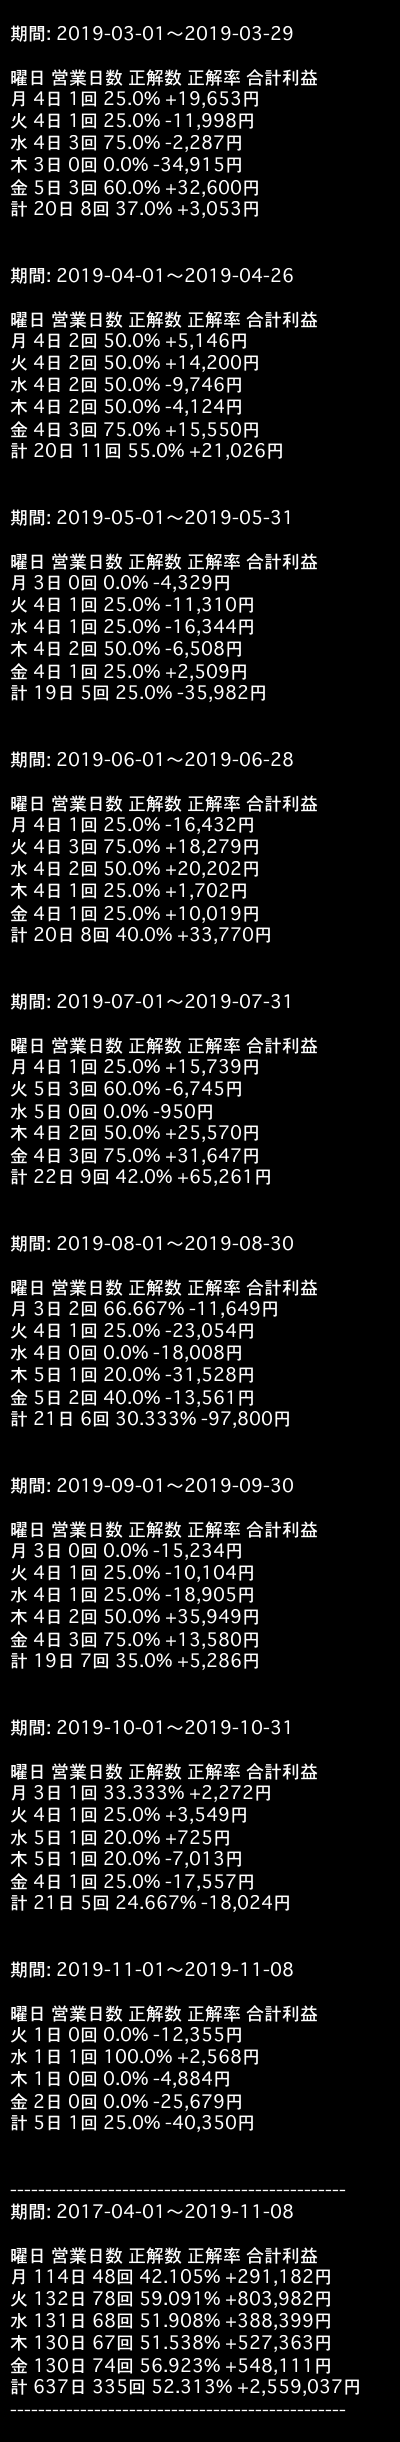 期間: 2019-03-01～2019-03-29
曜日 営業日数 正解数 正解率 合計利益
月 4日 1回 25.0% +19,653円
火 4日 1回 25.0% -11,998円
水 4日 3回 75.0% -2,287円
木 3日 0回 0.0% -34,915円
金 5日 3回 60.0% +32,600円
計 20日 8回 37.0% +3,053円
期間: 2019-04-01～2019-04-26
曜日 営業日数 正解数 正解率 合計利益
月 4日 2回 50.0% +5,146円
火 4日 2回 50.0% +14,200円
水 4日 2回 50.0% -9,746円
木 4日 2回 50.0% -4,124円
金 4日 3回 75.0% +15,550円
計 20日 11回 55.0% +21,026円
期間: 2019-05-01～2019-05-31
曜日 営業日数 正解数 正解率 合計利益
月 3日 0回 0.0% -4,329円
火 4日 1回 25.0% -11,310円
水 4日 1回 25.0% -16,344円
木 4日 2回 50.0% -6,508円
金 4日 1回 25.0% +2,509円
計 19日 5回 25.0% -35,982円
期間: 2019-06-01～2019-06-28
曜日 営業日数 正解数 正解率 合計利益
月 4日 1回 25.0% -16,432円
火 4日 3回 75.0% +18,279円
水 4日 2回 50.0% +20,202円
木 4日 1回 25.0% +1,702円
金 4日 1回 25.0% +10,019円
計 20日 8回 40.0% +33,770円
期間: 2019-07-01～2019-07-31
曜日 営業日数 正解数 正解率 合計利益
月 4日 1回 25.0% +15,739円
火 5日 3回 60.0% -6,745円
水 5日 0回 0.0% -950円
木 4日 2回 50.0% +25,570円
金 4日 3回 75.0% +31,647円
計 22日 9回 42.0% +65,261円
期間: 2019-08-01～2019-08-30
曜日 営業日数 正解数 正解率 合計利益
月 3日 2回 66.667% -11,649円
火 4日 1回 25.0% -23,054円
水 4日 0回 0.0% -18,008円
木 5日 1回 20.0% -31,528円
金 5日 2回 40.0% -13,561円
計 21日 6回 30.333% -97,800円
期間: 2019-09-01～2019-09-30
曜日 営業日数 正解数 正解率 合計利益
月 3日 0回 0.0% -15,234円
火 4日 1回 25.0% -10,104円
水 4日 1回 25.0% -18,905円
木 4日 2回 50.0% +35,949円
金 4日 3回 75.0% +13,580円
計 19日 7回 35.0% +5,286円
期間: 2019-10-01～2019-10-31
曜日 営業日数 正解数 正解率 合計利益
月 3日 1回 33.333% +2,272円
火 4日 1回 25.0% +3,549円
水 5日 1回 20.0% +725円
木 5日 1回 20.0% -7,013円
金 4日 1回 25.0% -17,557円
計 21日 5回 24.667% -18,024円
期間: 2019-11-01～2019-11-08
曜日 営業日数 正解数 正解率 合計利益
火 1日 0回 0.0% -12,355円
水 1日 1回 100.0% +2,568円
木 1日 0回 0.0% -4,884円
金 2日 0回 0.0% -25,679円
計 5日 1回 25.0% -40,350円
------------------------------------------------
期間: 2017-04-01～2019-11-08
曜日 営業日数 正解数 正解率 合計利益
月 114日 48回 42.105% +291,182円
火 132日 78回 59.091% +803,982円
水 131日 68回 51.908% +388,399円
木 130日 67回 51.538% +527,363円
金 130日 74回 56.923% +548,111円
計 637日 335回 52.313% +2,559,037円
------------------------------------------------